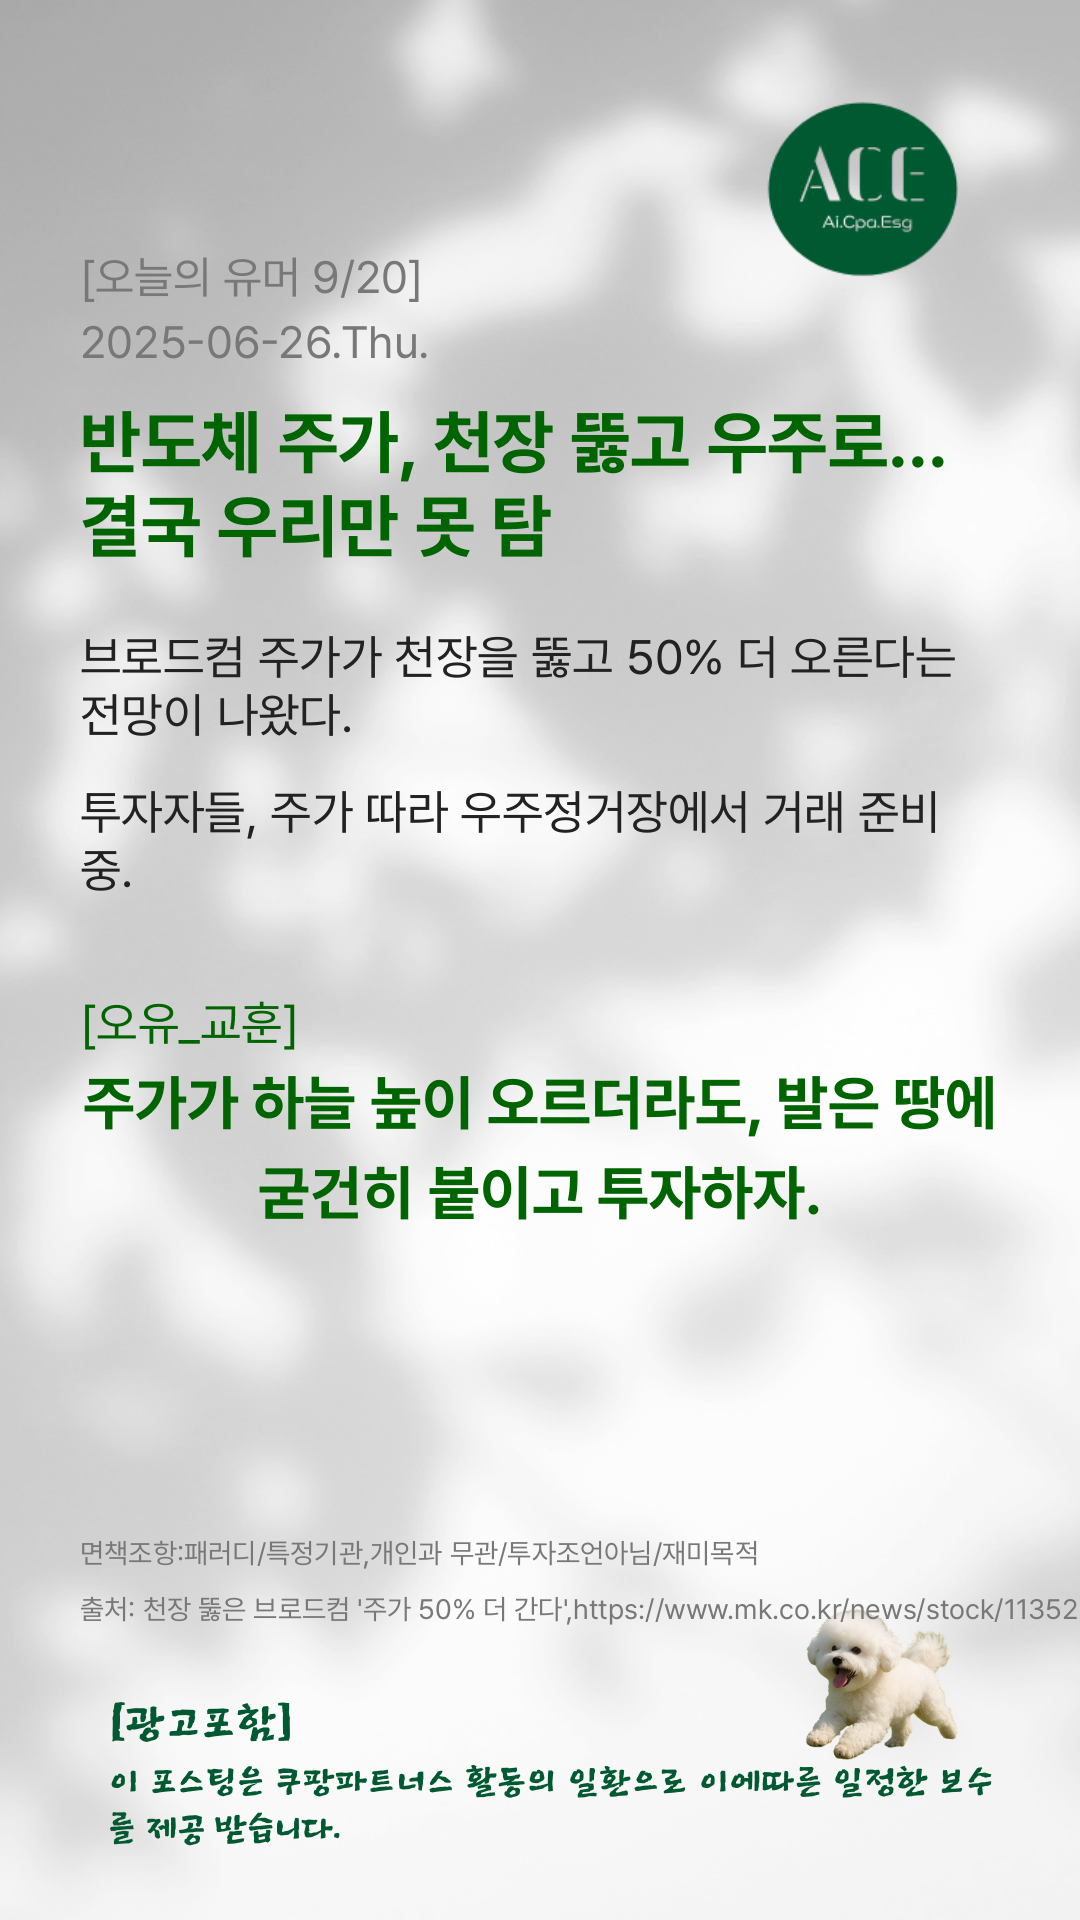 ACE
Ai.Cpa.Esg
[오늘의 유머 9/20]
2025-06-26.Thu.
반도체 주가, 천장 뚫고 우주로...
결국 우리만 못 탐
브로드컴 주가가 천장을 뚫고 50% 더 오른다는
전망이 나왔다.
투자자들, 주가 따라 우주정거장에서 거래 준비
중.
[오유_교훈]
주가가 하늘 높이 오르더라도, 발은 땅에
굳건히 붙이고 투자하자.
면책조항:패러디/특정기관,개인과 무관/투자조언아님/재미목적
출처: 천장 뚫은 브로드컴 '주가 50% 더 간다',https://www.mk.co.kr/news/stock/11352
[광고포함]
이 포스팅은 쿠팡파트너스 활동의 일환으로 이에따른 일정한 보수
를 제공 받습니다.